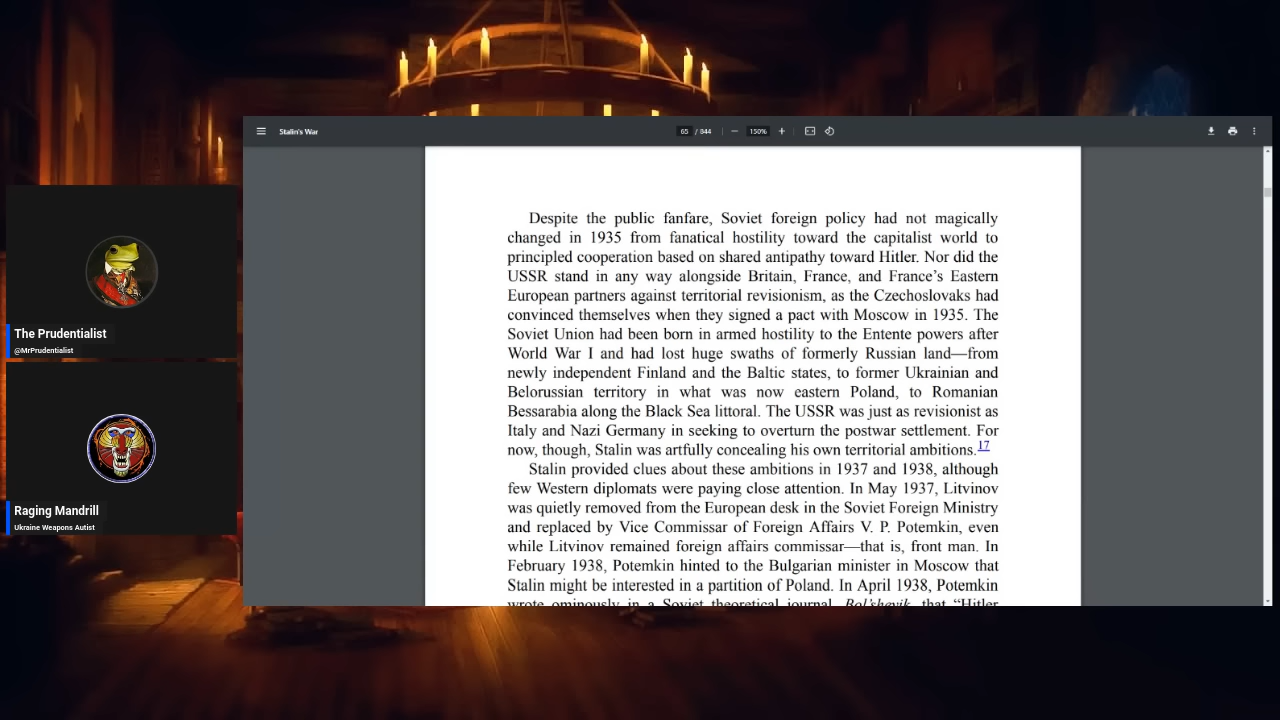 Stalin's War
65 / 844
150%
Despite the public fanfare, Soviet foreign policy had not magically
changed in 1935 from fanatical hostility toward the capitalist world to
principled cooperation based on shared antipathy toward Hitler. Nor did the
USSR stand in any way alongside Britain, France, and France's Eastern
European partners against territorial revisionism, as the Czechoslovaks had
convinced themselves when they signed a pact with Moscow in 1935. The
Soviet Union had been born in armed hostility to the Entente powers after
World War I and had lost huge swaths of formerly Russian land—from
newly independent Finland and the Baltic states, to former Ukrainian and
Belorussian territory in what was now eastern Poland, to Romanian
Bessarabia along the Black Sea littoral. The USSR was just as revisionist as
Italy and Nazi Germany in seeking to overturn the postwar settlement. For
now, though, Stalin was artfully concealing his own territorial ambitions.17
Stalin provided clues about these ambitions in 1937 and 1938, although
few Western diplomats were paying close attention. In May 1937, Litvinov
was quietly removed from the European desk in the Soviet Foreign Ministry
and replaced by Vice Commissar of Foreign Affairs V. P. Potemkin, even
while Litvinov remained foreign affairs commissar—that is, front man. In
February 1938, Potemkin hinted to the Bulgarian minister in Moscow that
Stalin might be interested in a partition of Poland. In April 1938, Potemkin
wrote ominously in a Soviet theoretical journal, Bol'shevik, that “Hitler
The Prudentialist
@MrPrudentialist
Raging Mandrill
Ukraine Weapons Autist